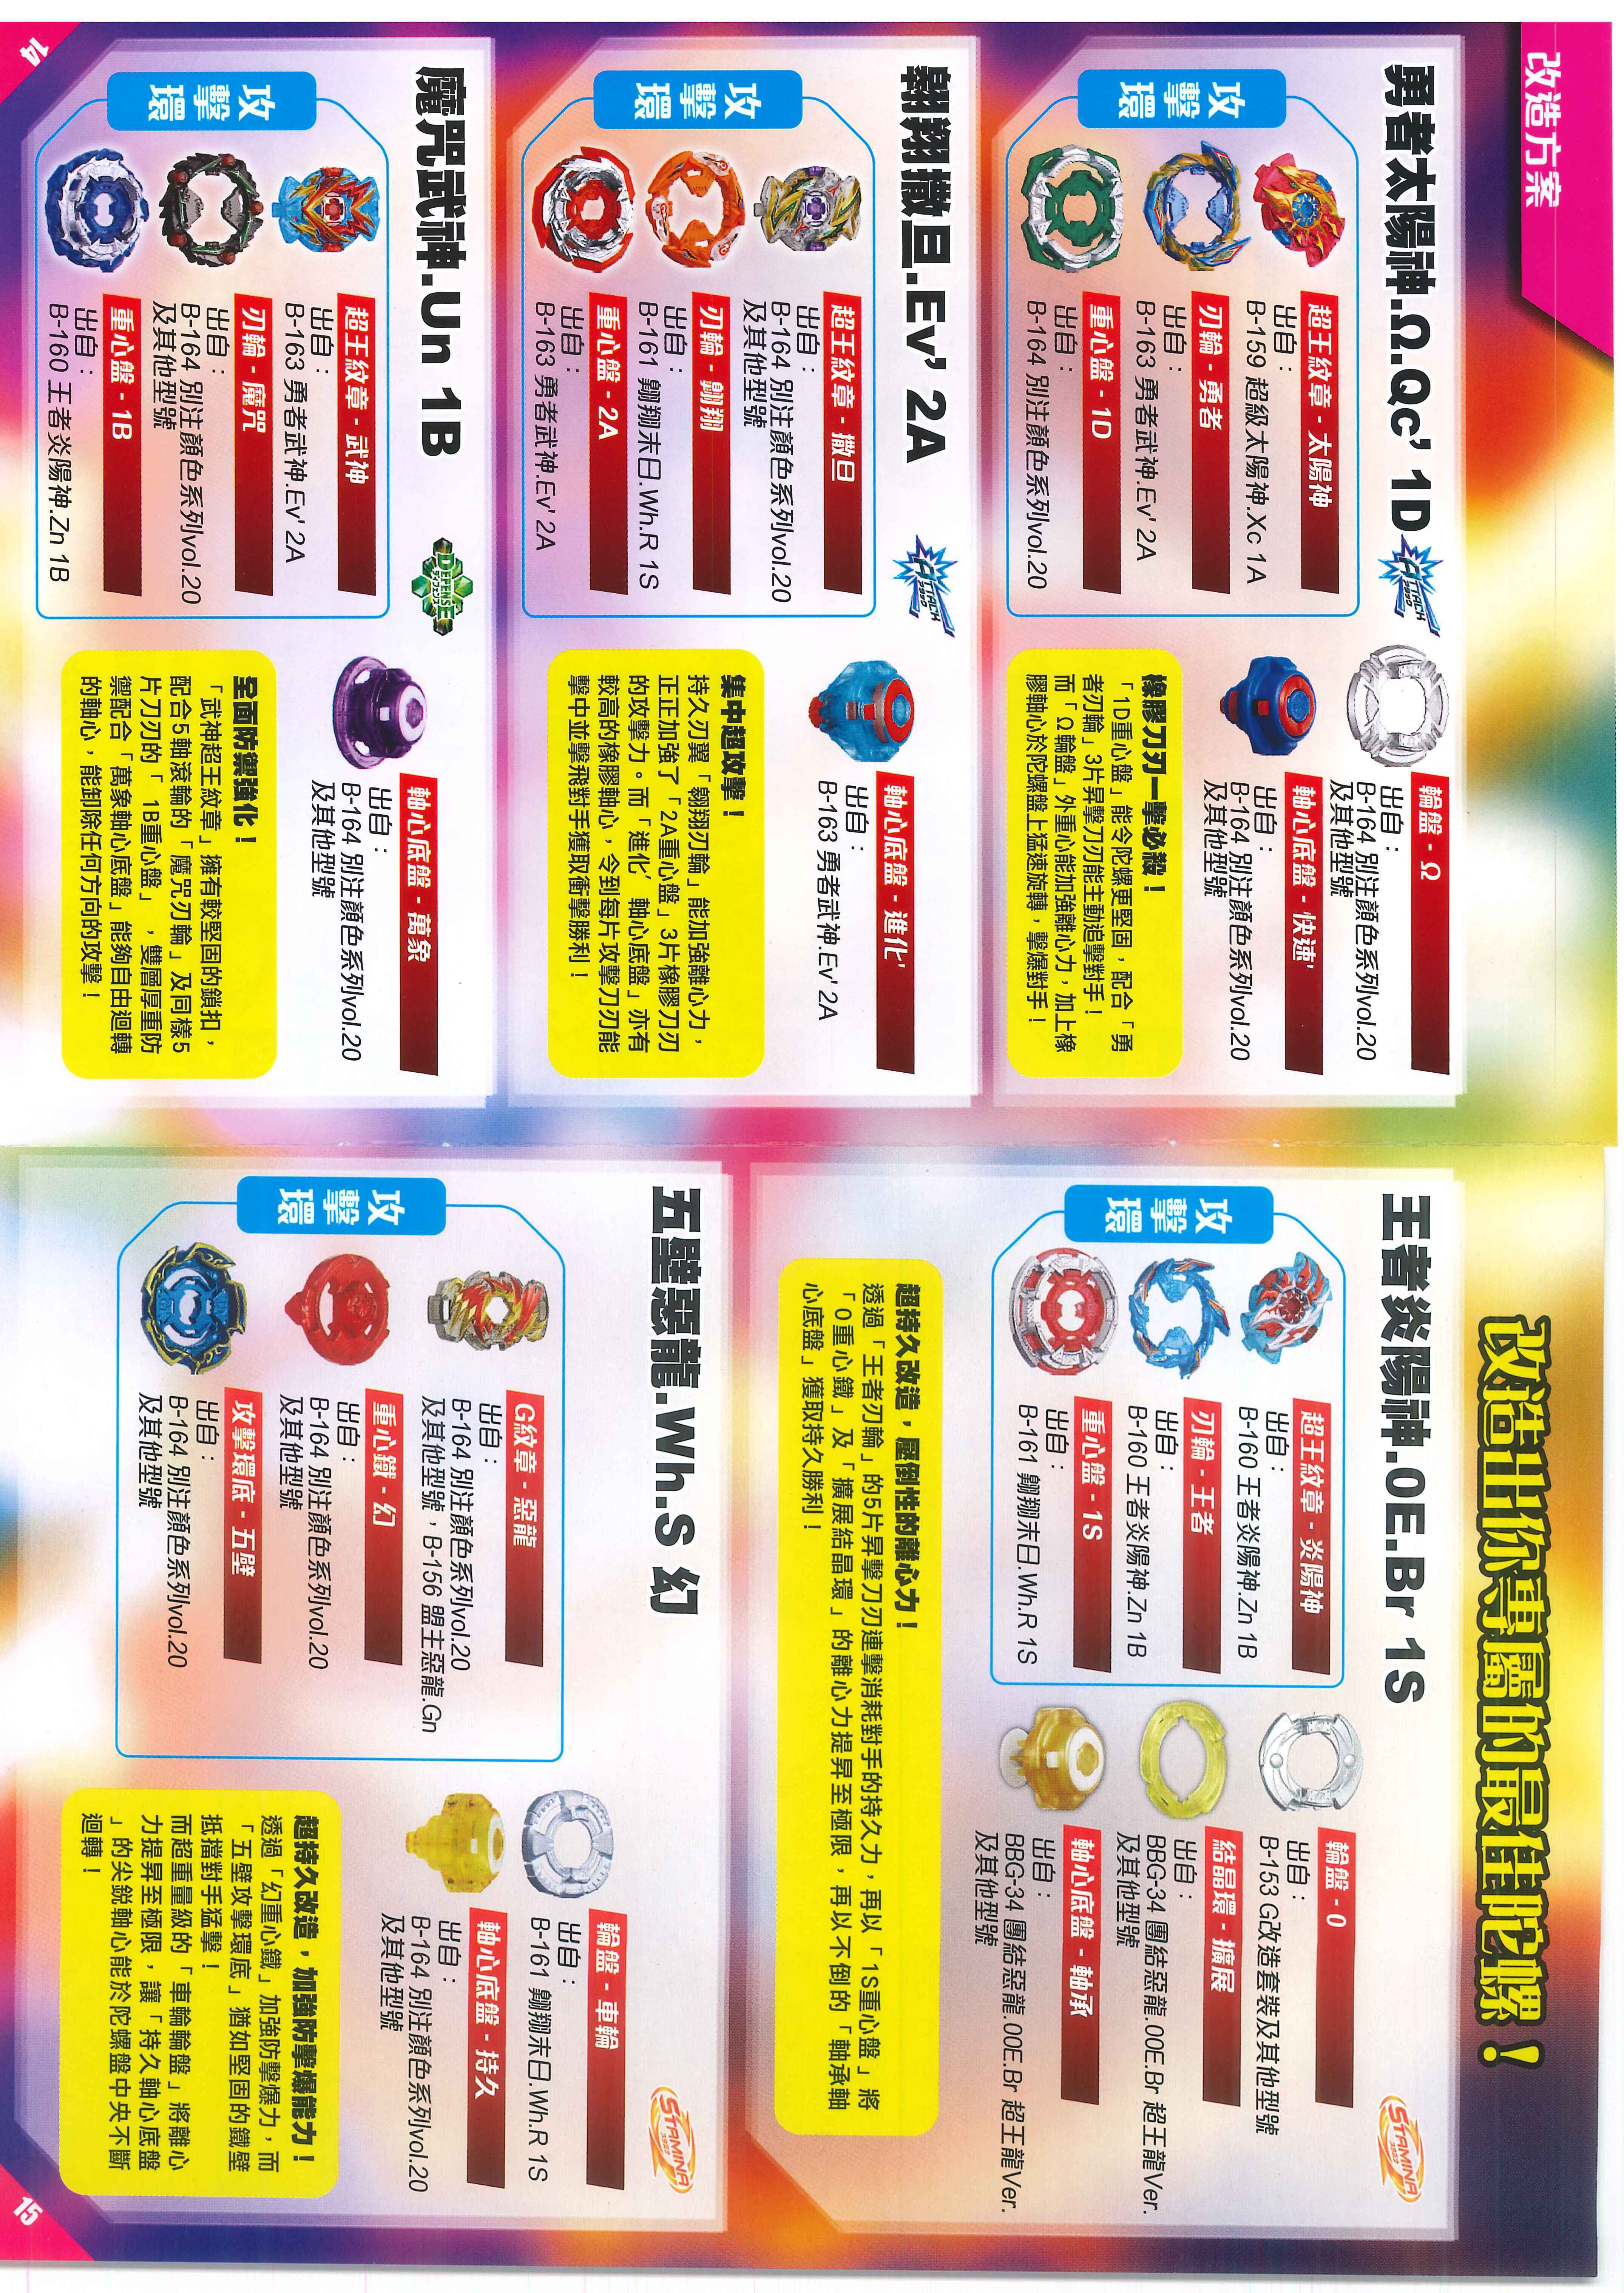 改造方案
勇者太陽神.Ω.Qc’ 1D
ATTACK
アタック
攻擊環
超王紋章 - 太陽神
出自：
B-159 超級太陽神.Xc 1A
刃輪 - 勇者
出自：
B-163 勇者武神.Ev' 2A
重心盤 - 1D
出自：
B-164 別注顏色系列vol.20
輪盤 - Ω
出自：
B-164 別注顏色系列vol.20
及其他型號
軸心底盤 - 快速'
出自：
B-164 別注顏色系列vol.20
及其他型號
橡膠刀刃一擊必殺！
「1D重心盤」能令陀螺更堅固，配合「勇
者刃輪」3片昇擊刀刃能主動追擊對手！
而「Ω輪盤」外重心能加強離心力，加上橡
膠軸心於陀螺盤上猛速旋轉，擊爆對手！
翱翔撒旦.Ev’ 2A
ATTACK
アタック
攻擊環
超王紋章 - 撒旦
出自：
B-164 別注顏色系列vol.20
及其他型號
刃輪 - 翱翔
出自：
B-161 翱翔末日.Wh.R 1S
重心盤 - 2A
出自：
B-163 勇者武神.Ev' 2A
軸心底盤 - 進化'
出自：
B-163 勇者武神.Ev' 2A
集中超攻擊！
持久刃翼「翱翔刃輪」能加強離心力，
正正加強了「2A重心盤」3片橡膠刀刃
的攻擊力。而「進化′ 軸心底盤」亦有
較高的橡膠軸心，令到每片攻擊刀刃能
擊中並擊飛對手獲取衝擊勝利！
魔咒武神.Un 1B
DEFENSE
ディフェンス
攻擊環
超王紋章 - 武神
出自：
B-163 勇者武神.Ev' 2A
刃輪 - 魔咒
出自：
B-164 別注顏色系列vol.20
及其他型號
重心盤 - 1B
出自：
B-160 王者炎陽神.Zn 1B
軸心底盤 - 萬象
出自：
B-164 別注顏色系列vol.20
及其他型號
全面防禦強化！
「武神超王紋章」擁有較堅固的鎖扣，
配合5軸滾輪的「魔咒刃輪」及同樣5
片刀刃的「 1B重心盤」 ，雙層厚重防
禦配合「萬象軸心底盤」能夠自由迴轉
的軸心，能卸除任何方向的攻擊！
14
改造出你專屬的最佳陀螺！
王者炎陽神.0E.Br 1S
STAMINA
スタミナ
攻擊環
超王紋章 - 炎陽神
出自：
B-160 王者炎陽神.Zn 1B
刃輪 - 王者
出自：
B-160 王者炎陽神.Zn 1B
重心盤 - 1S
出自：
B-161 翱翔末日.Wh.R 1S
輪盤 - 0
出自：
B-153 G改造套裝及其他型號
結晶環 - 擴展
出自：
BBG-34 團結惡龍.00E.Br 超王龍Ver.
及其他型號
軸心底盤 - 軸承
出自：
BBG-34 團結惡龍.00E.Br 超王龍Ver.
及其他型號
超持久改造，壓倒性的離心力！
透過「王者刃輪」的5片昇擊刀刃連擊消耗對手的持久力，再以「1S重心盤」將
「0重心鐵」及「擴展結晶環」的離心力提昇至極限，再以不倒的「軸承軸
心底盤」獲取持久勝利！
五壁惡龍.Wh.S 幻
STAMINA
スタミナ
攻擊環
G紋章 - 惡龍
出自：
B-164 別注顏色系列vol.20
及其他型號，B-156 盟主惡龍.Gn
重心鐵 - 幻
出自：
B-164 別注顏色系列vol.20
及其他型號
攻擊環底 - 五壁
出自：
B-164 別注顏色系列vol.20
及其他型號
輪盤 - 車輪
出自：
B-161 翱翔末日.Wh.R 1S
軸心底盤 - 持久
出自：
B-164 別注顏色系列vol.20
及其他型號
超持久改造，加強防擊爆能力！
透過「幻重心鐵」加強防擊爆力，而
「五壁攻擊環底」猶如堅固的鐵壁
抵擋對手猛擊！
而超重量級的「車輪輪盤」將離心
力提昇至極限，讓「持久軸心底盤
」的尖銳軸心能於陀螺盤中央不斷
迴轉！
15